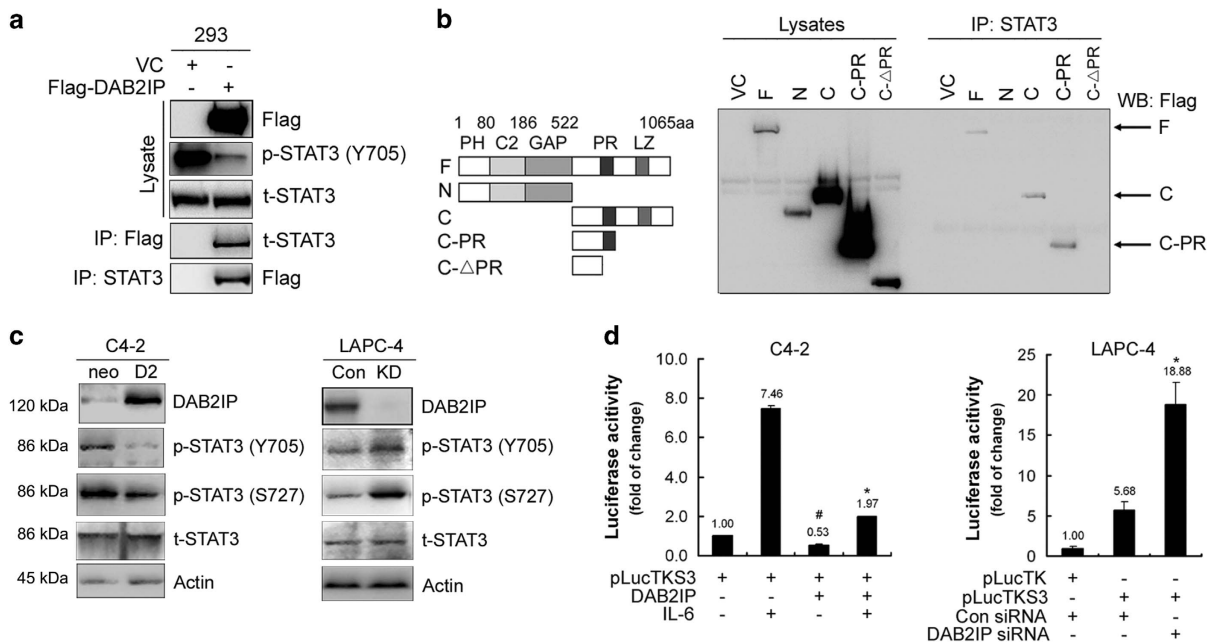 a
293
VC + -
Flag-DAB2IP - +
Lysate
Flag
p-STAT3 (Y705)
t-STAT3
IP: Flag t-STAT3
IP: STAT3 Flag
b
1 80 186 522 1065aa
PH C2 GAP PR LZ
F
N
C
C-PR
C-△PR
Lysates IP: STAT3
VC F N C C-PR C-△PR VC F N C C-PR C-△PR
WB: Flag
F
C
C-PR
c
C4-2
neo D2
120 kDa DAB2IP
86 kDa p-STAT3 (Y705)
86 kDa p-STAT3 (S727)
86 kDa t-STAT3
45 kDa Actin
LAPC-4
Con KD
DAB2IP
p-STAT3 (Y705)
p-STAT3 (S727)
t-STAT3
Actin
d
C4-2
Luciferase acitivity
(fold of change)
10.0
8.0
6.0
4.0
2.0
0.0
1.00
7.46
#
0.53
*
1.97
pLucTKS3 + + + +
DAB2IP - - + +
IL-6 - + - +
LAPC-4
Luciferase acitivity
(fold of change)
25
20
15
10
5
0
1.00
5.68
*
18.88
pLucTK + - -
pLucTKS3 - + +
Con siRNA + + -
DAB2IP siRNA - - +